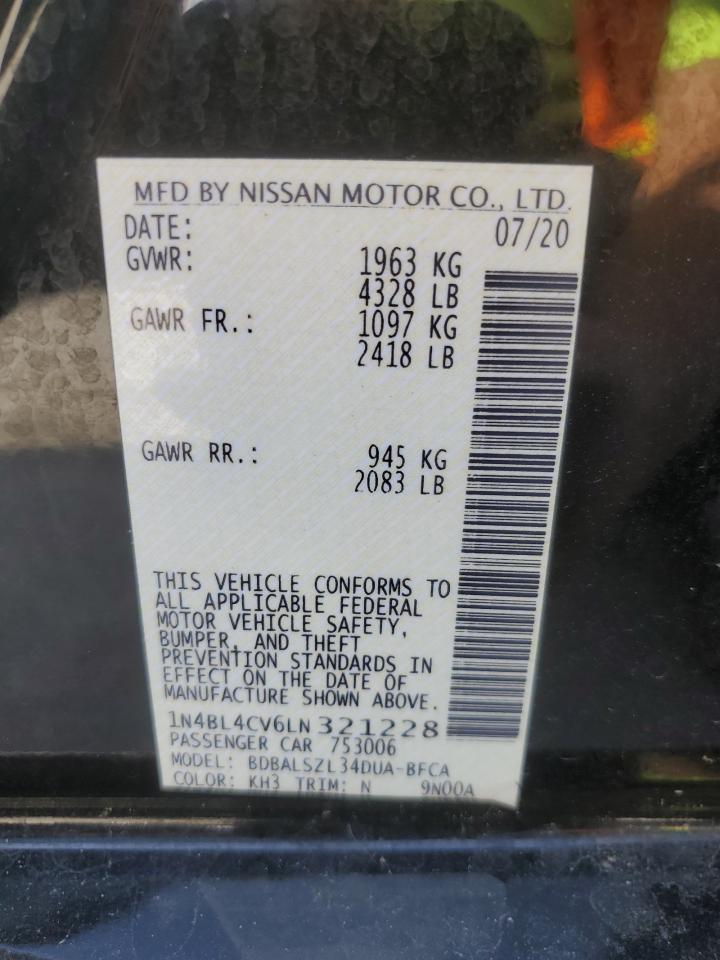 MFD BY NISSAN MOTOR CO., LTD.
DATE: 07/20
GVWR: 1963 KG
4328 LB
GAWR FR.: 1097 KG
2418 LB
GAWR RR.: 945 KG
2083 LB
THIS VEHICLE CONFORMS TO
ALL APPLICABLE FEDERAL
MOTOR VEHICLE SAFETY,
BUMPER, AND THEFT
PREVENTION STANDARDS IN
EFFECT ON THE DATE OF
MANUFACTURE SHOWN ABOVE.
1N4BL4CV6LN321228
PASSENGER CAR 753006
MODEL: BDBALSZL34DUA-BFCA
COLOR: KH3 TRIM: N 9N00A